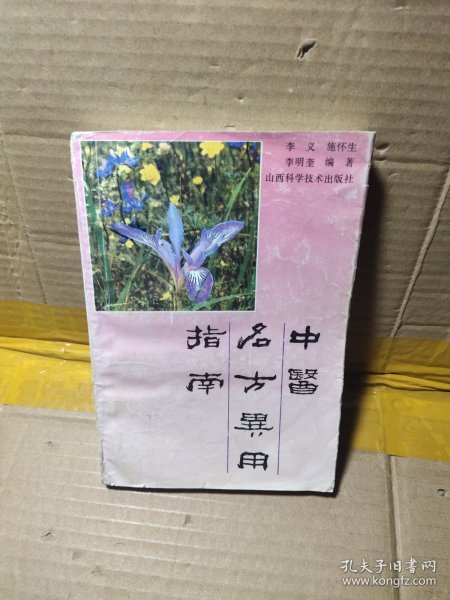 李义 施怀生
李明奎 编著
山西科学技术出版社
中醫
名方異用
指南
孔夫子旧书网
www.kongfz.com